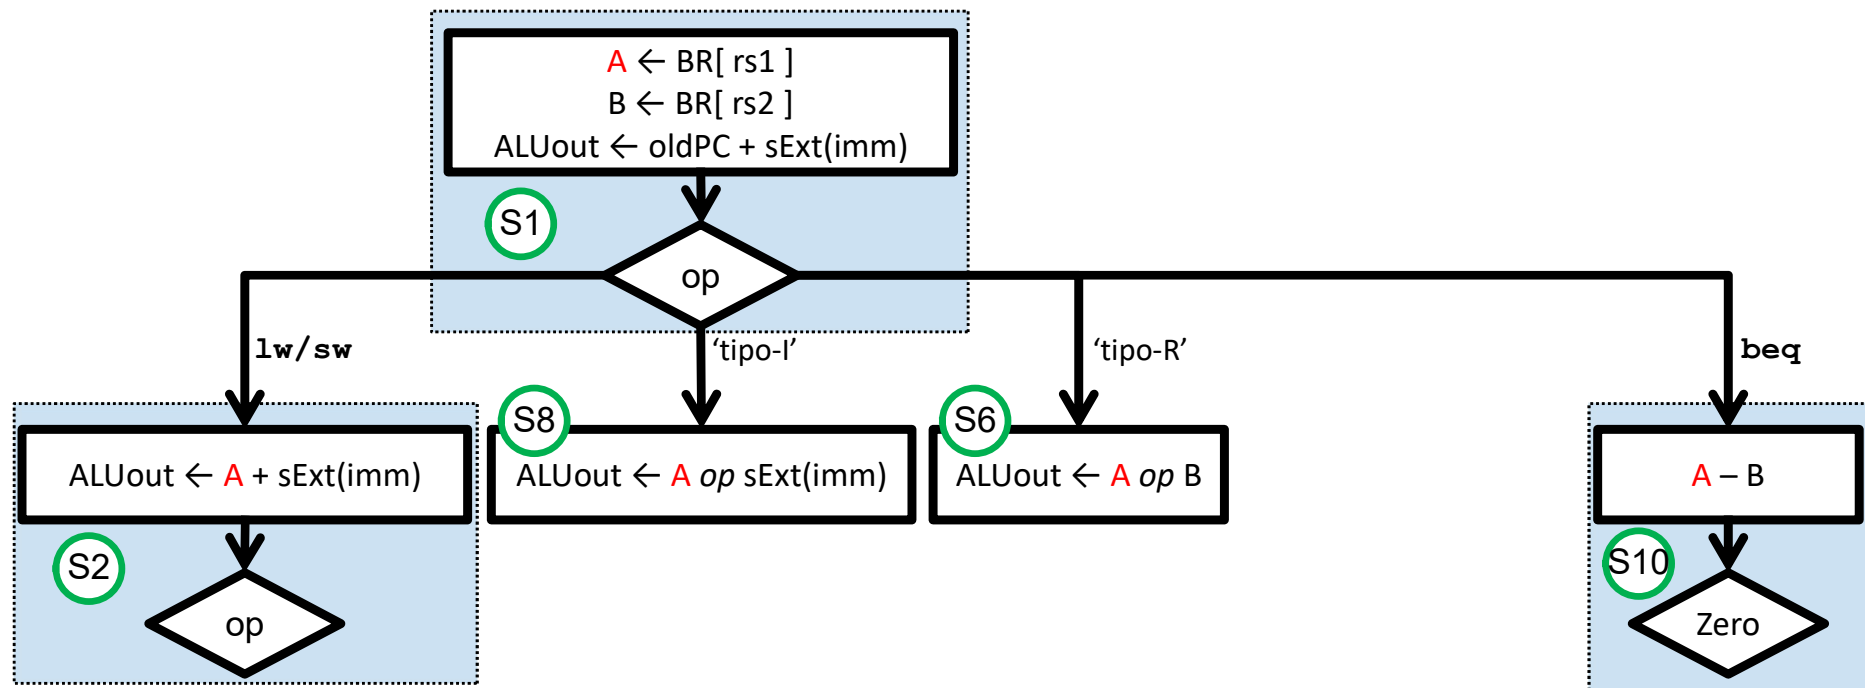 A ← BR[ rs1 ]
B ← BR[ rs2 ]
ALUout ← oldPC + sExt(imm)
S1
op
lw/sw
‘tipo-I’
‘tipo-R’
beq
S8
S6
ALUout ← A + sExt(imm)
ALUout ← A op sExt(imm)
ALUout ← A op B
A – B
S2
S10
op
Zero